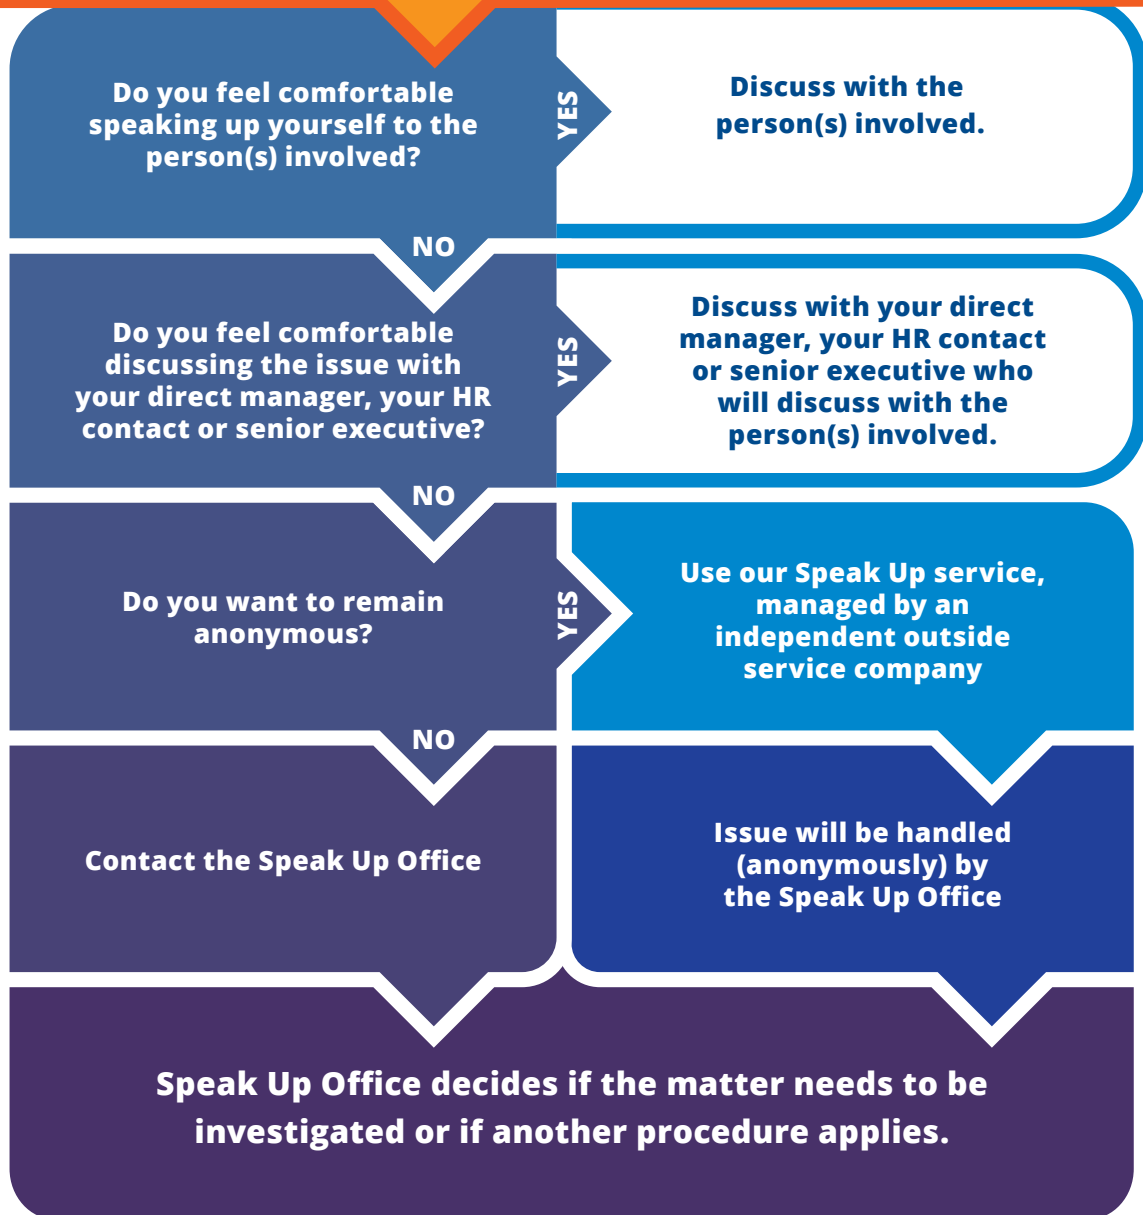 Do you feel comfortable
speaking up yourself to the
person(s) involved?
YES
Discuss with the
person(s) involved.
NO
Do you feel comfortable
discussing the issue with
your direct manager, your HR
contact or senior executive?
YES
Discuss with your direct
manager, your HR contact
or senior executive who
will discuss with the
person(s) involved.
NO
Do you want to remain
anonymous?
YES
Use our Speak Up service,
managed by an
independent outside
service company
NO
Contact the Speak Up Office
Issue will be handled
(anonymously) by
the Speak Up Office
Speak Up Office decides if the matter needs to be
investigated or if another procedure applies.